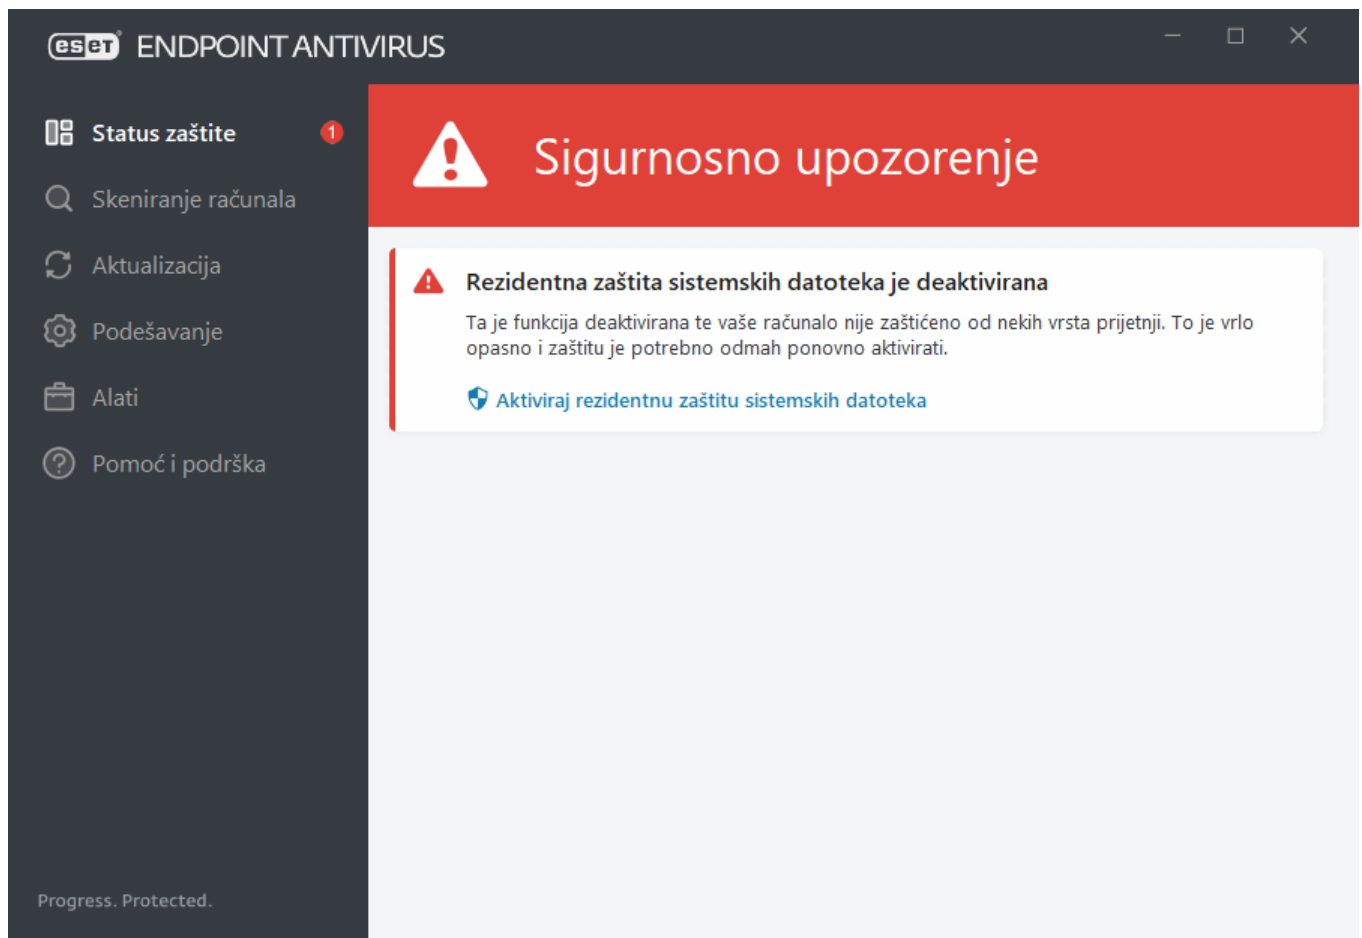 eset ENDPOINT ANTIVIRUS
Status zaštite 1
Skeniranje računala
Aktualizacija
Podešavanje
Alati
Pomoć i podrška
Progress. Protected.
Sigurnosno upozorenje
Rezidentna zaštita sistemskih datoteka je deaktivirana
Ta je funkcija deaktivirana te vaše računalo nije zaštićeno od nekih vrsta prijetnji. To je vrlo
opasno i zaštitu je potrebno odmah ponovno aktivirati.
Aktiviraj rezidentnu zaštitu sistemskih datoteka